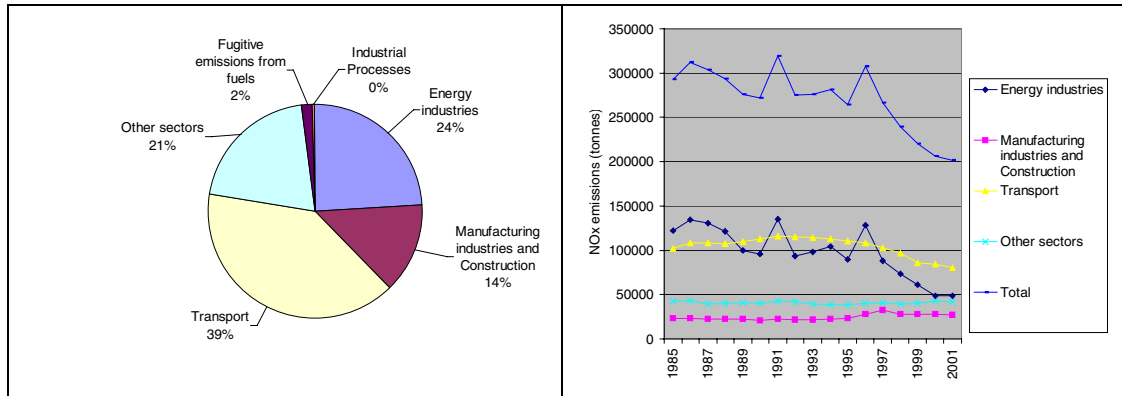 Fugitive
emissions from
fuels
2%
Industrial
Processes
0%
Energy
industries
24%
Other sectors
21%
Manufacturing
industries and
Construction
14%
Transport
39%
NOx emissions (tonnes)
350000
300000
250000
200000
150000
100000
50000
0
1985
1987
1989
1991
1993
1995
1997
1999
2001
Energy industries
Manufacturing
industries and
Construction
Transport
Other sectors
Total